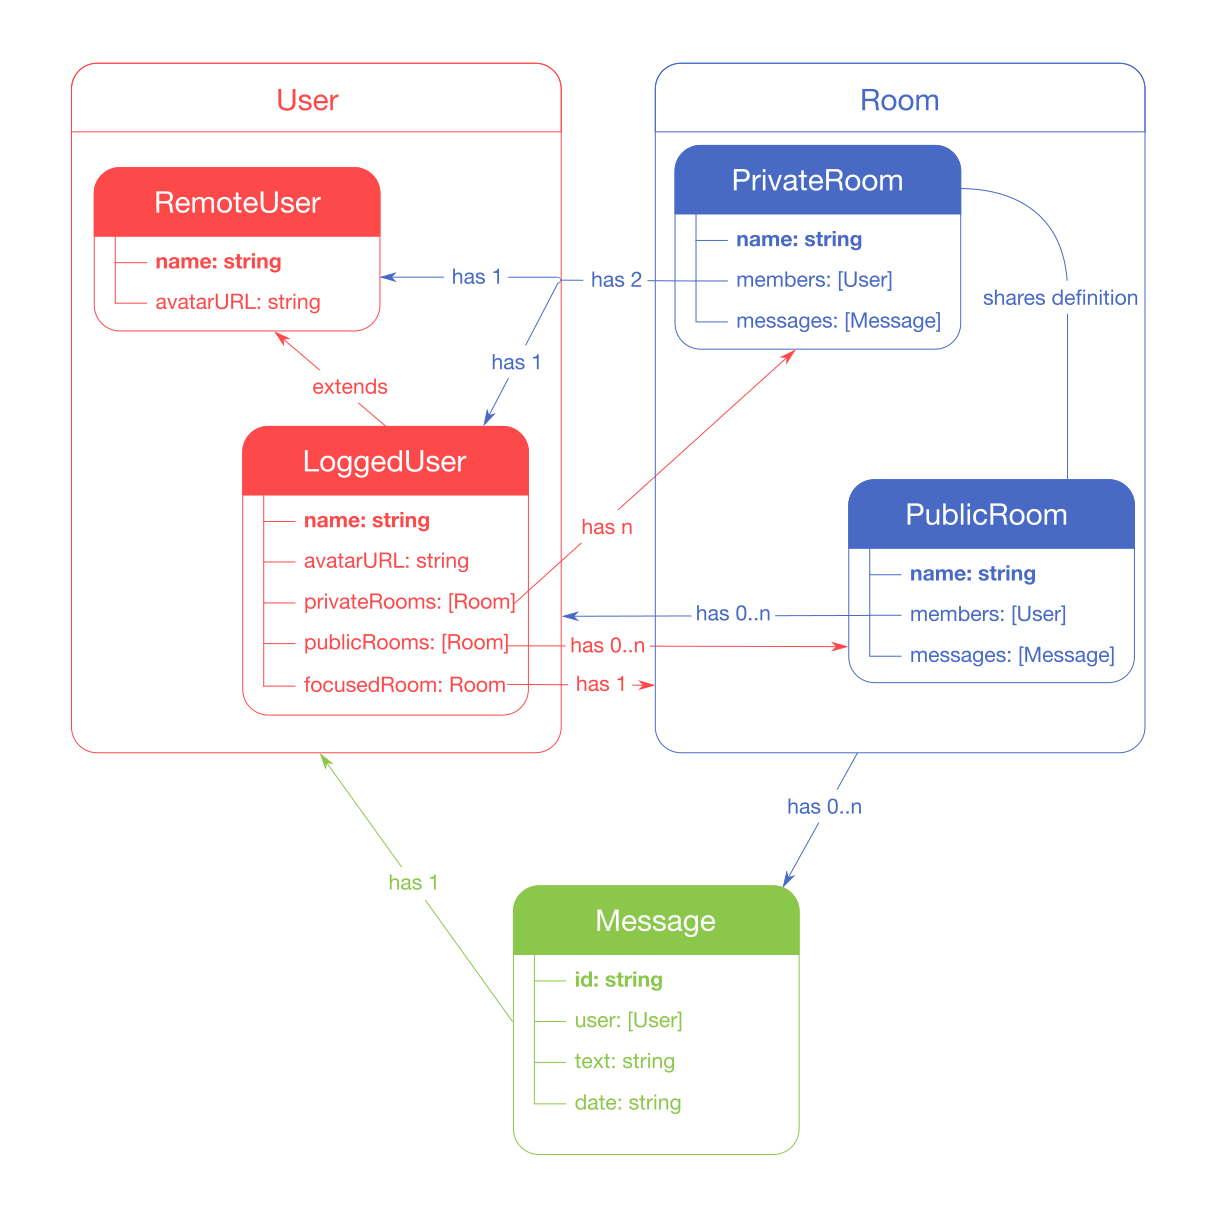 User
RemoteUser
name: string
avatarURL: string
extends
LoggedUser
name: string
avatarURL: string
privateRooms: [Room]
publicRooms: [Room]
focusedRoom: Room
has 1
has 2
has 1
has n
has 0..n
has 0..n
has 1
Room
PrivateRoom
name: string
members: [User]
messages: [Message]
shares definition
PublicRoom
name: string
members: [User]
messages: [Message]
has 0..n
has 1
Message
id: string
user: [User]
text: string
date: string